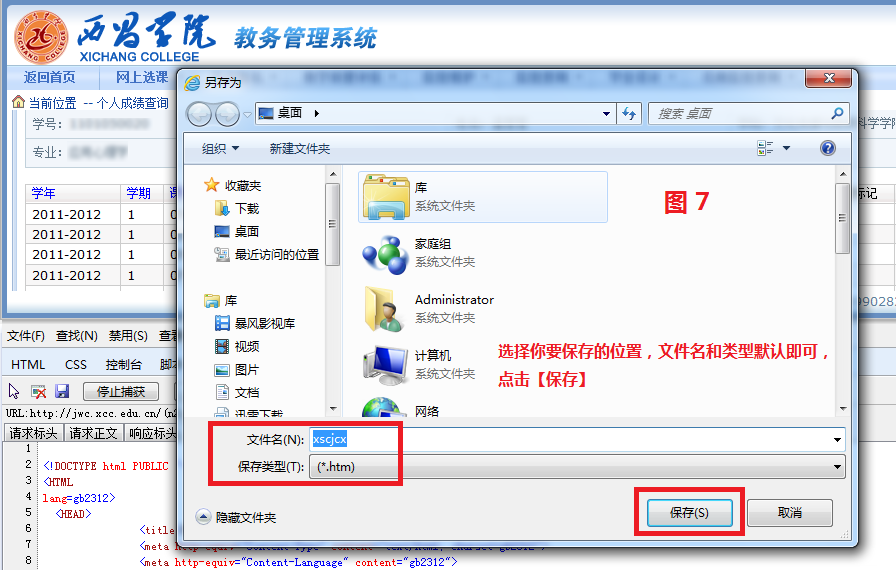 西昌学院
XICHANG COLLEGE
教务管理系统
返回首页
网上选课
当前位置 -- 个人成绩查询
学号:
科学学院
专业:
学年 学期 课
标记
2011-2012 1 0
2011-2012 1 0
2011-2012 1 0
2011-2012 1 0
文件(F) 查找(N) 禁用(S) 查看
HTML CSS 控制台 脚本
停止捕获
URL:http://jwc.xcc.edu.cn/(n2
请求标头 请求正文 响应标头
1
2 <!DOCTYPE html PUBLIC
3 <HTML
4 lang=gb2312>
5 <HEAD>
6
7 <title
8 <meta http-equiv="Content-Type" content="text/html; charset=gb2312">
<meta http-equiv="Content-Language" content="gb2312">
另存为
桌面
搜索 桌面
组织
新建文件夹
收藏夹
下载
桌面
最近访问的位置
库
暴风影视库
视频
图片
文档
迅雷下载
库
系统文件夹
家庭组
系统文件夹
Administrator
系统文件夹
计算机
系统文件夹
网络
图 7
选择你要保存的位置，文件名和类型默认即可，
点击【保存】
文件名(N): xscjcx
保存类型(T): (*.htm)
隐藏文件夹
保存(S)
取消